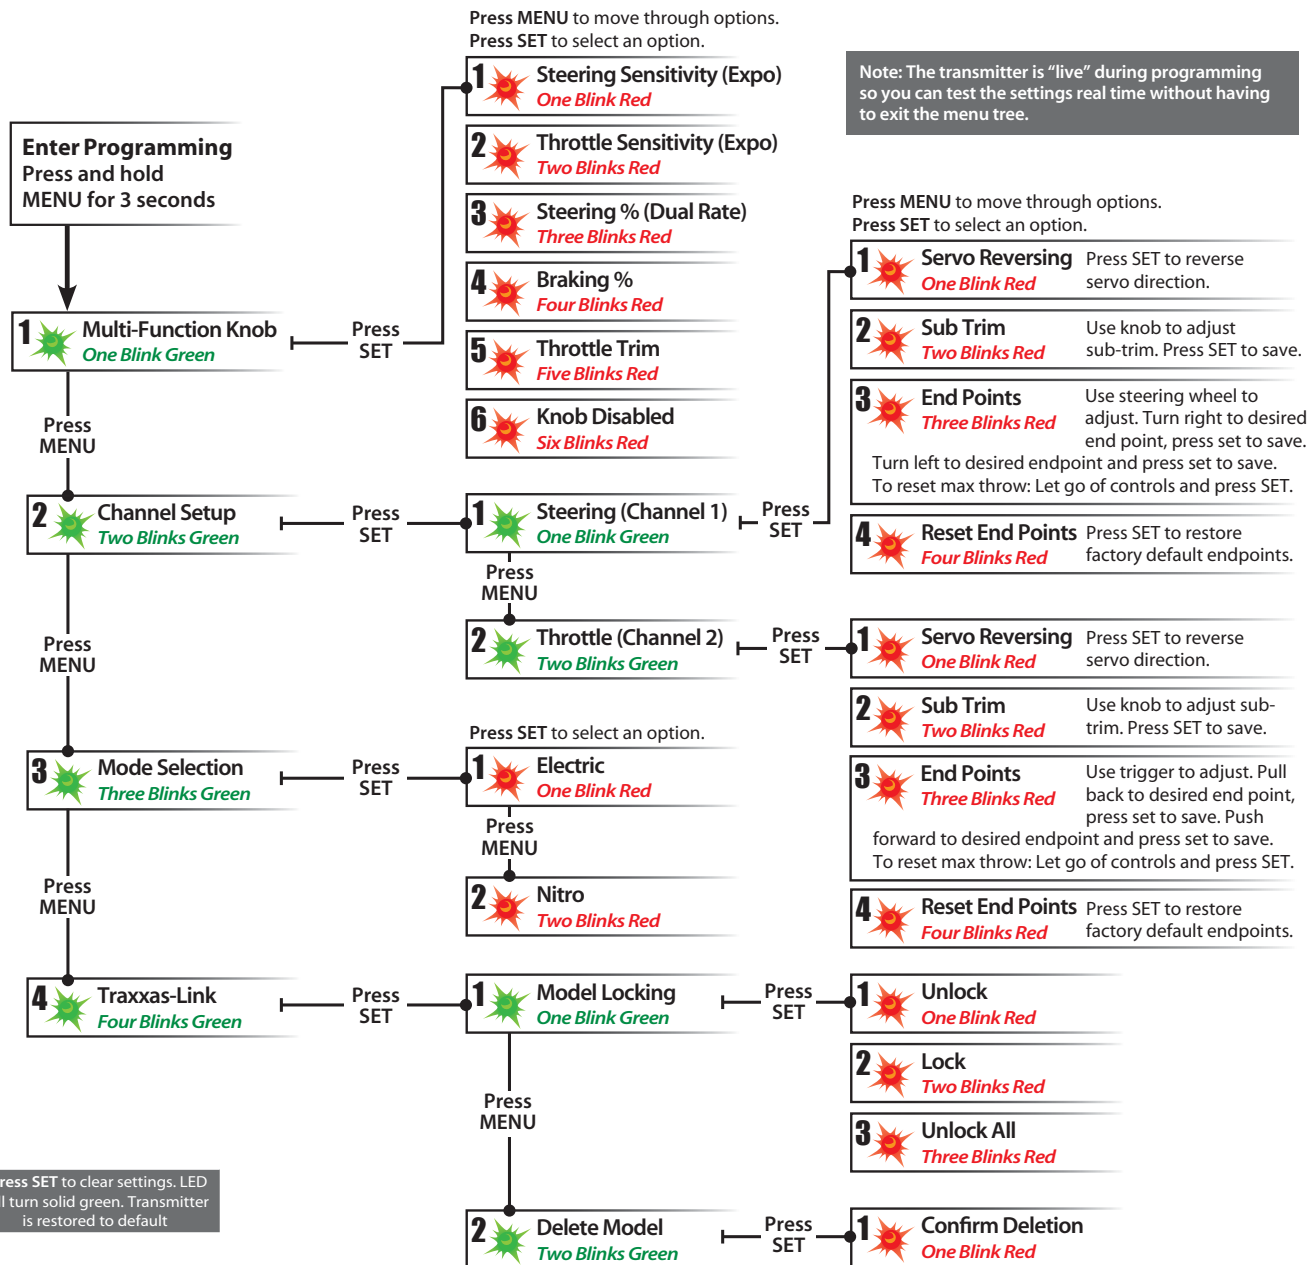 Press MENU to move through options.
Press SET to select an option.
1 Steering Sensitivity (Expo)
One Blink Red
2 Throttle Sensitivity (Expo)
Two Blinks Red
3 Steering % (Dual Rate)
Three Blinks Red
4 Braking %
Four Blinks Red
5 Throttle Trim
Five Blinks Red
6 Knob Disabled
Six Blinks Red
Note: The transmitter is “live” during programming
so you can test the settings real time without having
to exit the menu tree.
Enter Programming
Press and hold
MENU for 3 seconds
1 Multi-Function Knob
One Blink Green
Press
SET
Press
MENU
2 Channel Setup
Two Blinks Green
Press
SET
1 Steering (Channel 1)
One Blink Green
Press
SET
Press
MENU
2 Throttle (Channel 2)
Two Blinks Green
Press
SET
Press MENU to move through options.
Press SET to select an option.
1 Servo Reversing
One Blink Red
Press SET to reverse
servo direction.
2 Sub Trim
Two Blinks Red
Use knob to adjust
sub-trim. Press SET to save.
3 End Points
Three Blinks Red
Use steering wheel to
adjust. Turn right to desired
end point, press set to save.
Turn left to desired endpoint and press set to save.
To reset max throw: Let go of controls and press SET.
4 Reset End Points
Four Blinks Red
Press SET to restore
factory default endpoints.
1 Servo Reversing
One Blink Red
Press SET to reverse
servo direction.
2 Sub Trim
Two Blinks Red
Use knob to adjust sub-
trim. Press SET to save.
3 End Points
Three Blinks Red
Use trigger to adjust. Pull
back to desired end point,
press set to save. Push
forward to desired endpoint and press set to save.
To reset max throw: Let go of controls and press SET.
4 Reset End Points
Four Blinks Red
Press SET to restore
factory default endpoints.
Press
MENU
3 Mode Selection
Three Blinks Green
Press
SET
Press SET to select an option.
1 Electric
One Blink Red
Press
MENU
2 Nitro
Two Blinks Red
Press
MENU
4 Traxxas-Link
Four Blinks Green
Press
SET
1 Model Locking
One Blink Green
Press
SET
1 Unlock
One Blink Red
2 Lock
Two Blinks Red
3 Unlock All
Three Blinks Red
Press
MENU
2 Delete Model
Two Blinks Green
Press
SET
1 Confirm Deletion
One Blink Red
ress SET to clear settings. LED
ll turn solid green. Transmitter
is restored to default